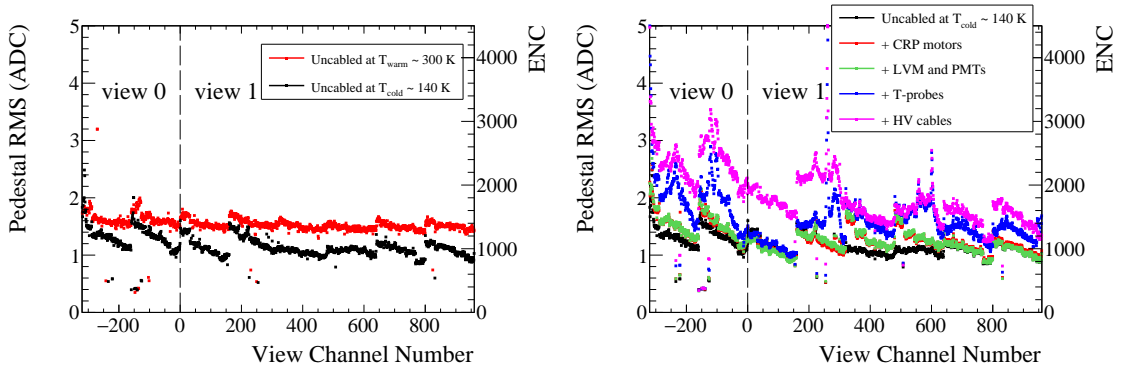 Pedestal RMS (ADC)
5
4
3
2
1
0
view 0
view 1
Uncabled at T_warm ~ 300 K
Uncabled at T_cold ~ 140 K
ENC
4000
3000
2000
1000
0
−200 0 200 400 600 800
View Channel Number
Pedestal RMS (ADC)
5
4
3
2
1
0
view 0
view 1
Uncabled at T_cold ~ 140 K
+ CRP motors
+ LVM and PMTs
+ T-probes
+ HV cables
ENC
4000
3000
2000
1000
0
−200 0 200 400 600 800
View Channel Number